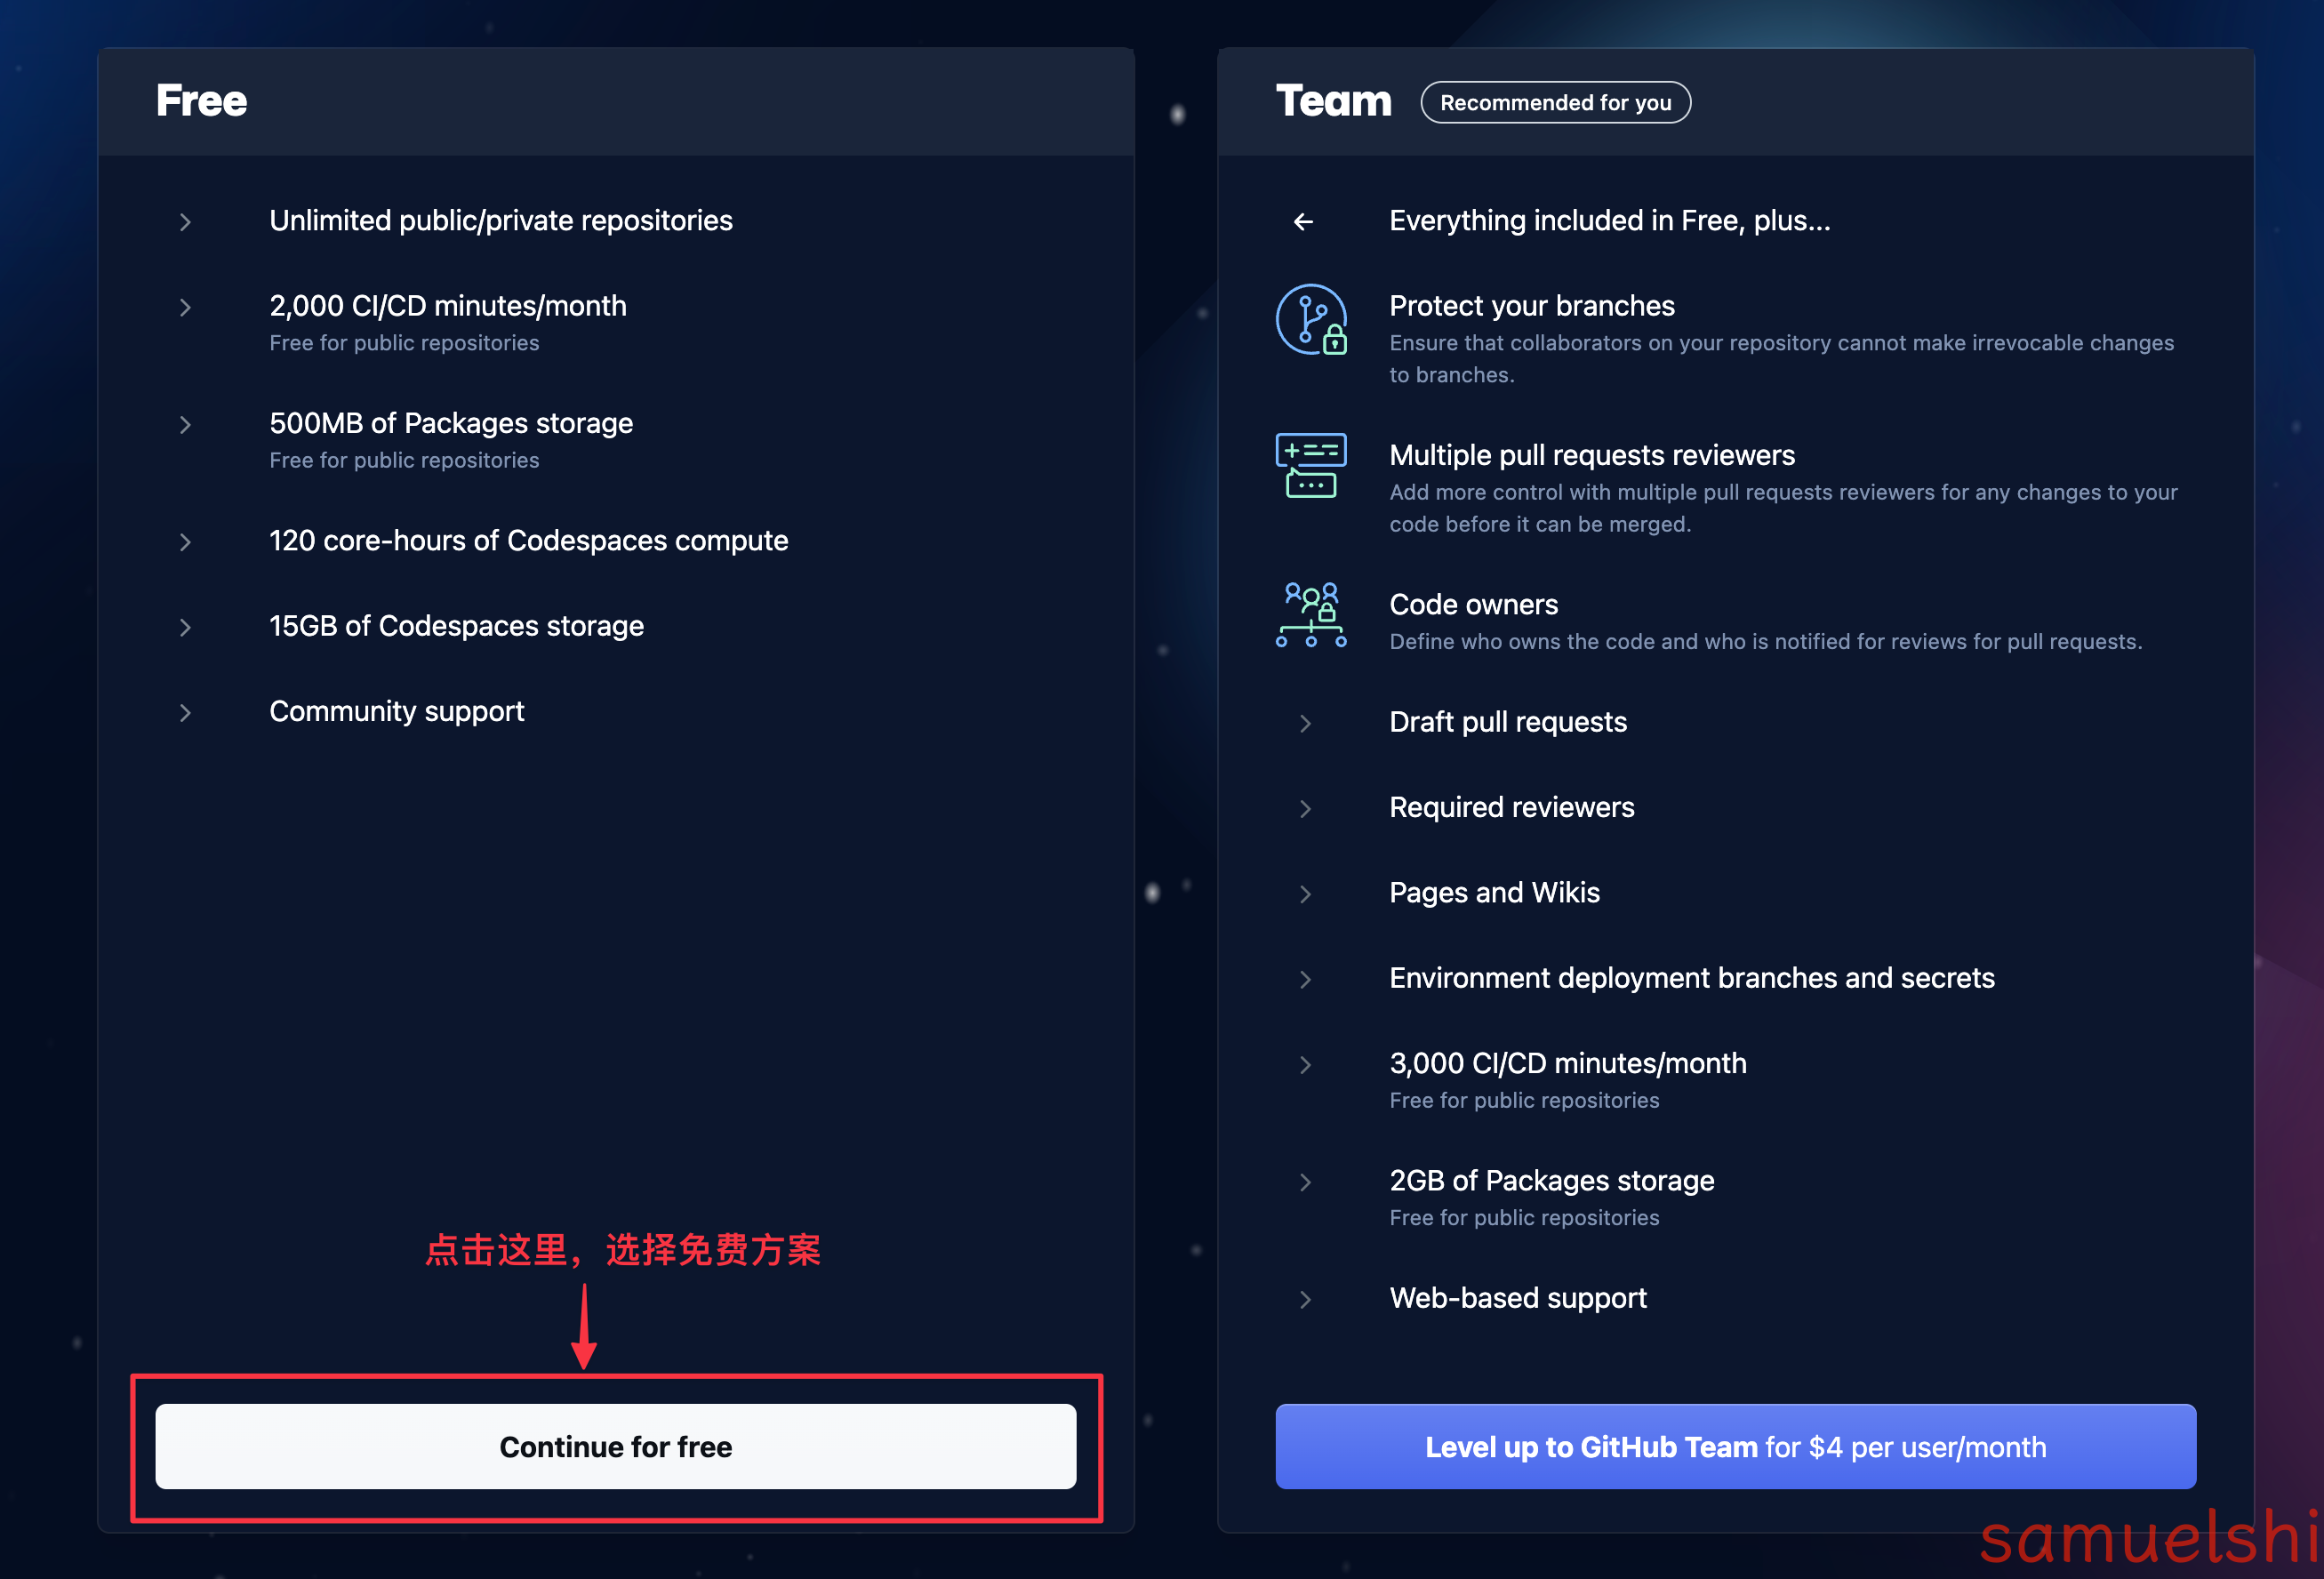 Free
Unlimited public/private repositories
2,000 CI/CD minutes/month
Free for public repositories
500MB of Packages storage
Free for public repositories
120 core-hours of Codespaces compute
15GB of Codespaces storage
Community support
点击这里，选择免费方案
Continue for free
Team
Recommended for you
Everything included in Free, plus...
Protect your branches
Ensure that collaborators on your repository cannot make irrevocable changes
to branches.
Multiple pull requests reviewers
Add more control with multiple pull requests reviewers for any changes to your
code before it can be merged.
Code owners
Define who owns the code and who is notified for reviews for pull requests.
Draft pull requests
Required reviewers
Pages and Wikis
Environment deployment branches and secrets
3,000 CI/CD minutes/month
Free for public repositories
2GB of Packages storage
Free for public repositories
Web-based support
Level up to GitHub Team for $4 per user/month
samuelshi